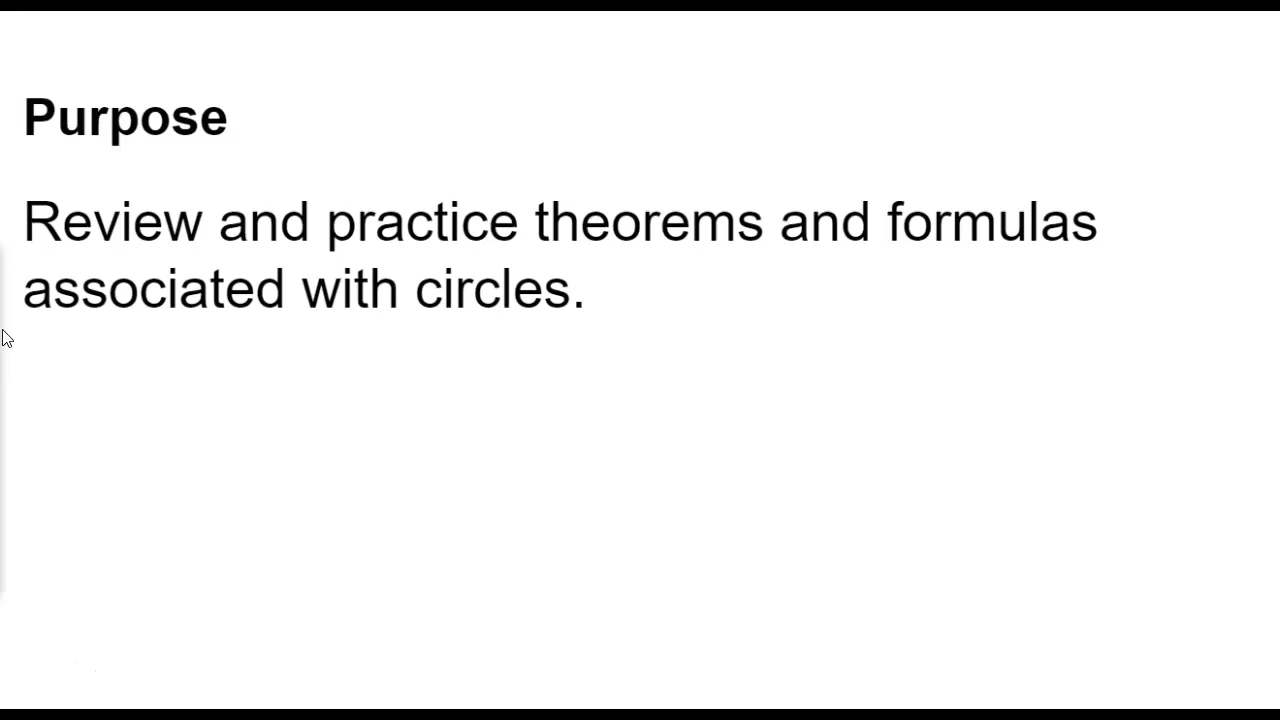 Purpose
Review and practice theorems and formulas
associated with circles.